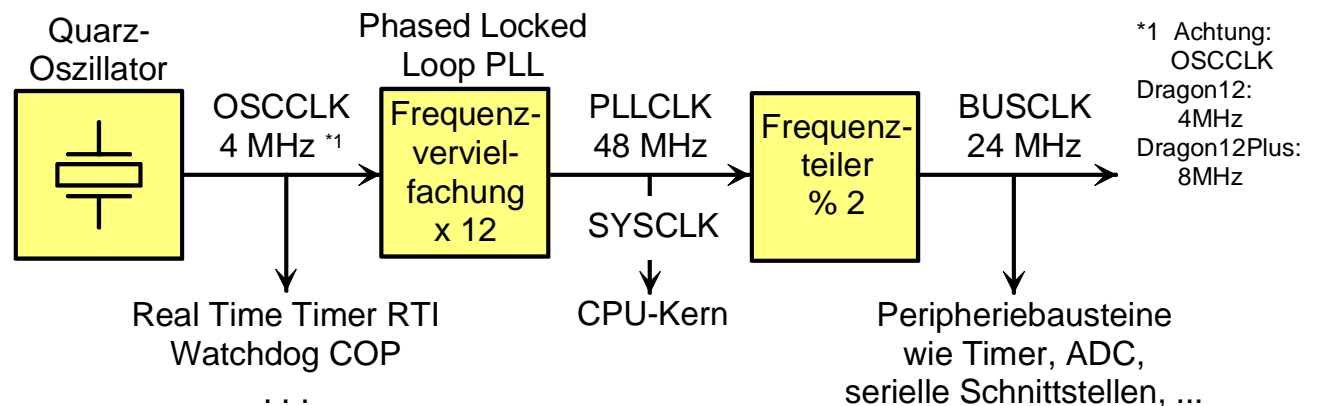 Quarz-
Oszillator
OSCCLK
4 MHz *1
Phased Locked
Loop PLL
Frequenz-
verviel-
fachung
x 12
PLLCLK
48 MHz
SYSCLK
Frequenz-
teiler
% 2
BUSCLK
24 MHz
*1 Achtung:
OSCCLK
Dragon12:
4MHz
Dragon12Plus:
8MHz
Real Time Timer RTI
Watchdog COP
. . .
CPU-Kern
Peripheriebausteine
wie Timer, ADC,
serielle Schnittstellen, ...